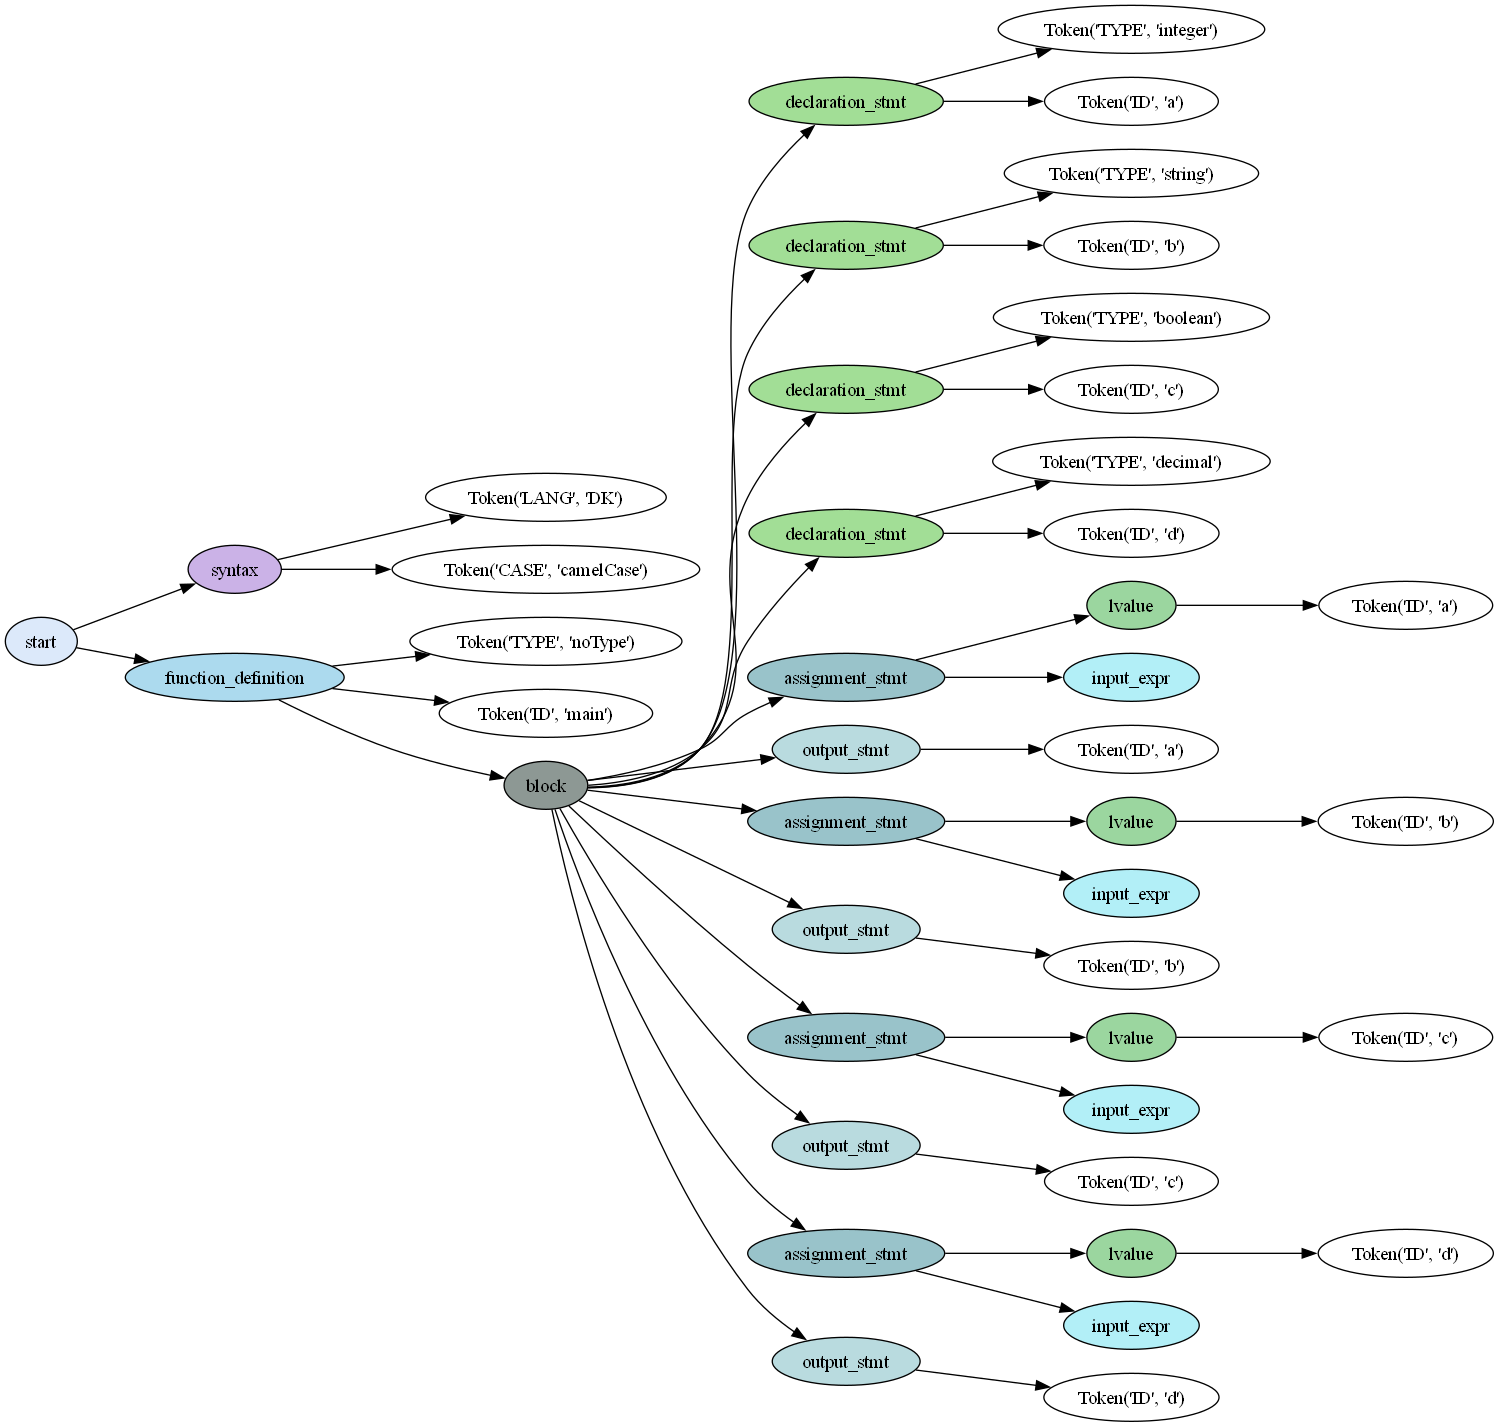 Token('TYPE', 'integer')
declaration_stmt
Token('ID', 'a')
Token('TYPE', 'string')
declaration_stmt
Token('ID', 'b')
Token('TYPE', 'boolean')
declaration_stmt
Token('ID', 'c')
Token('TYPE', 'decimal')
declaration_stmt
Token('ID', 'd')
Token('LANG', 'DK')
syntax
Token('CASE', 'camelCase')
start
function_definition
Token('TYPE', 'noType')
Token('ID', 'main')
block
lvalue
Token('ID', 'a')
assignment_stmt
input_expr
output_stmt
Token('ID', 'a')
assignment_stmt
lvalue
Token('ID', 'b')
input_expr
output_stmt
Token('ID', 'b')
assignment_stmt
lvalue
Token('ID', 'c')
input_expr
output_stmt
Token('ID', 'c')
assignment_stmt
lvalue
Token('ID', 'd')
input_expr
output_stmt
Token('ID', 'd')